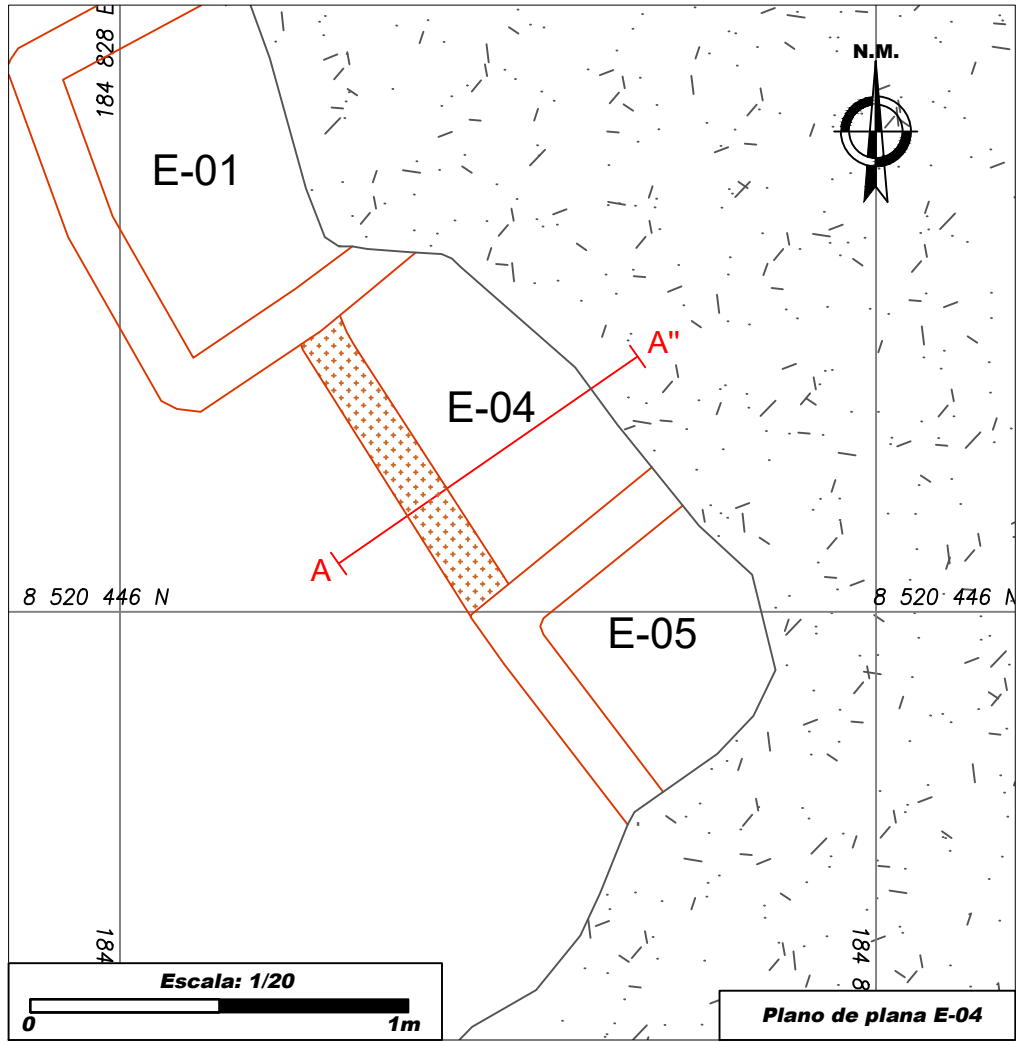 184 828 E
N.M.
E-01
A"
E-04
A
8 520 446 N
8 520 446 N
E-05
184
184 8
Escala: 1/20
0
1m
Plano de plana E-04